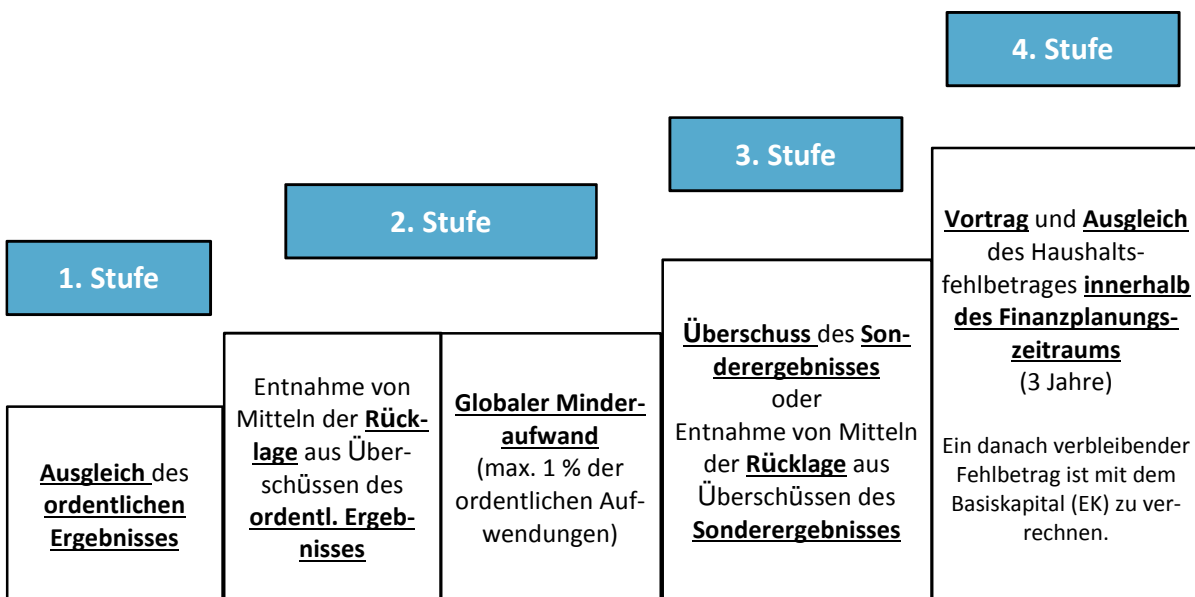 1. Stufe
Ausgleich des
ordentlichen
Ergebnisses
2. Stufe
Entnahme von
Mitteln der Rück-
lage aus Über-
schüssen des
ordentl. Ergeb-
nisses
Globaler Minder-
aufwand
(max. 1 % der
ordentlichen Auf-
wendungen)
3. Stufe
Überschuss des Son-
derergebnisses
oder
Entnahme von Mitteln
der Rücklage aus
Überschüssen des
Sonderergebnisses
4. Stufe
Vortrag und Ausgleich
des Haushalts-
fehlbetrages innerhalb
des Finanzplanungs-
zeitraums
(3 Jahre)
Ein danach verbleibender
Fehlbetrag ist mit dem
Basiskapital (EK) zu ver-
rechnen.